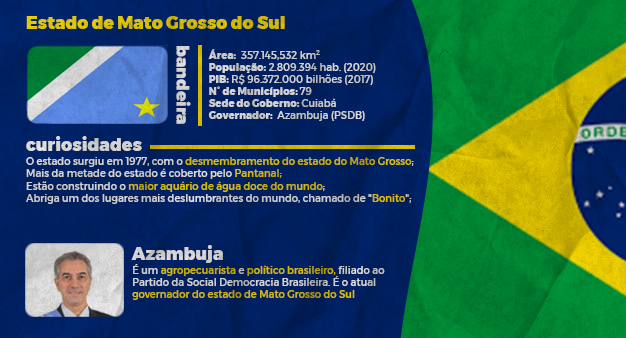 Estado de Mato Grosso do Sul
bandeira
Área: 357.145,532 km²
População: 2.809.394 hab. (2020)
PIB: R$ 96.372.000 bilhões (2017)
N° de Municípios: 79
Sede do Goberno: Cuiabá
Governador: Azambuja (PSDB)
curiosidades
O estado surgiu em 1977, com o desmembramento do estado do Mato Grosso;
Mais da metade do estado é coberto pelo Pantanal;
Estão construindo o maior aquário de água doce do mundo;
Abriga um dos lugares mais deslumbrantes do mundo, chamado de "Bonito";
Azambuja
É um agropecuarista e político brasileiro, filiado ao
Partido da Social Democracia Brasileira. É o atual
governador do estado de Mato Grosso do Sul
ORDE